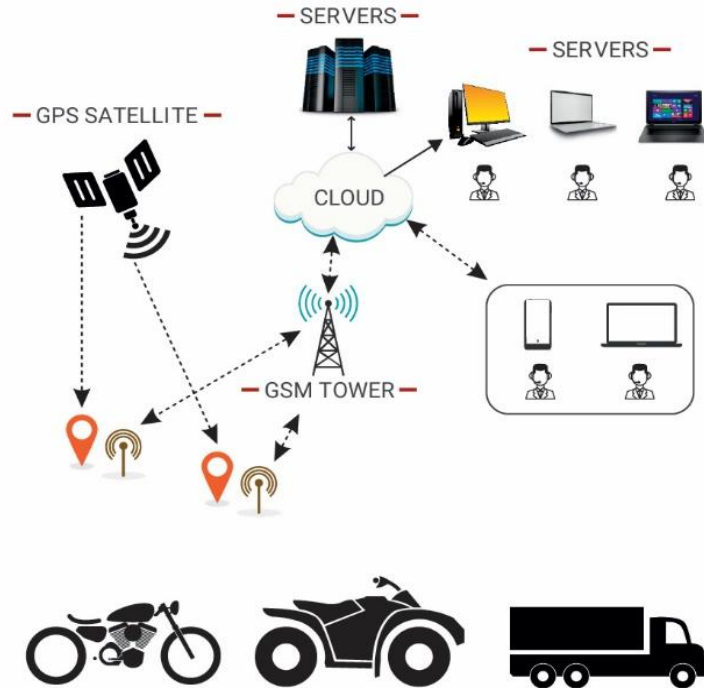 SERVERS
SERVERS
GPS SATELLITE
CLOUD
GSM TOWER